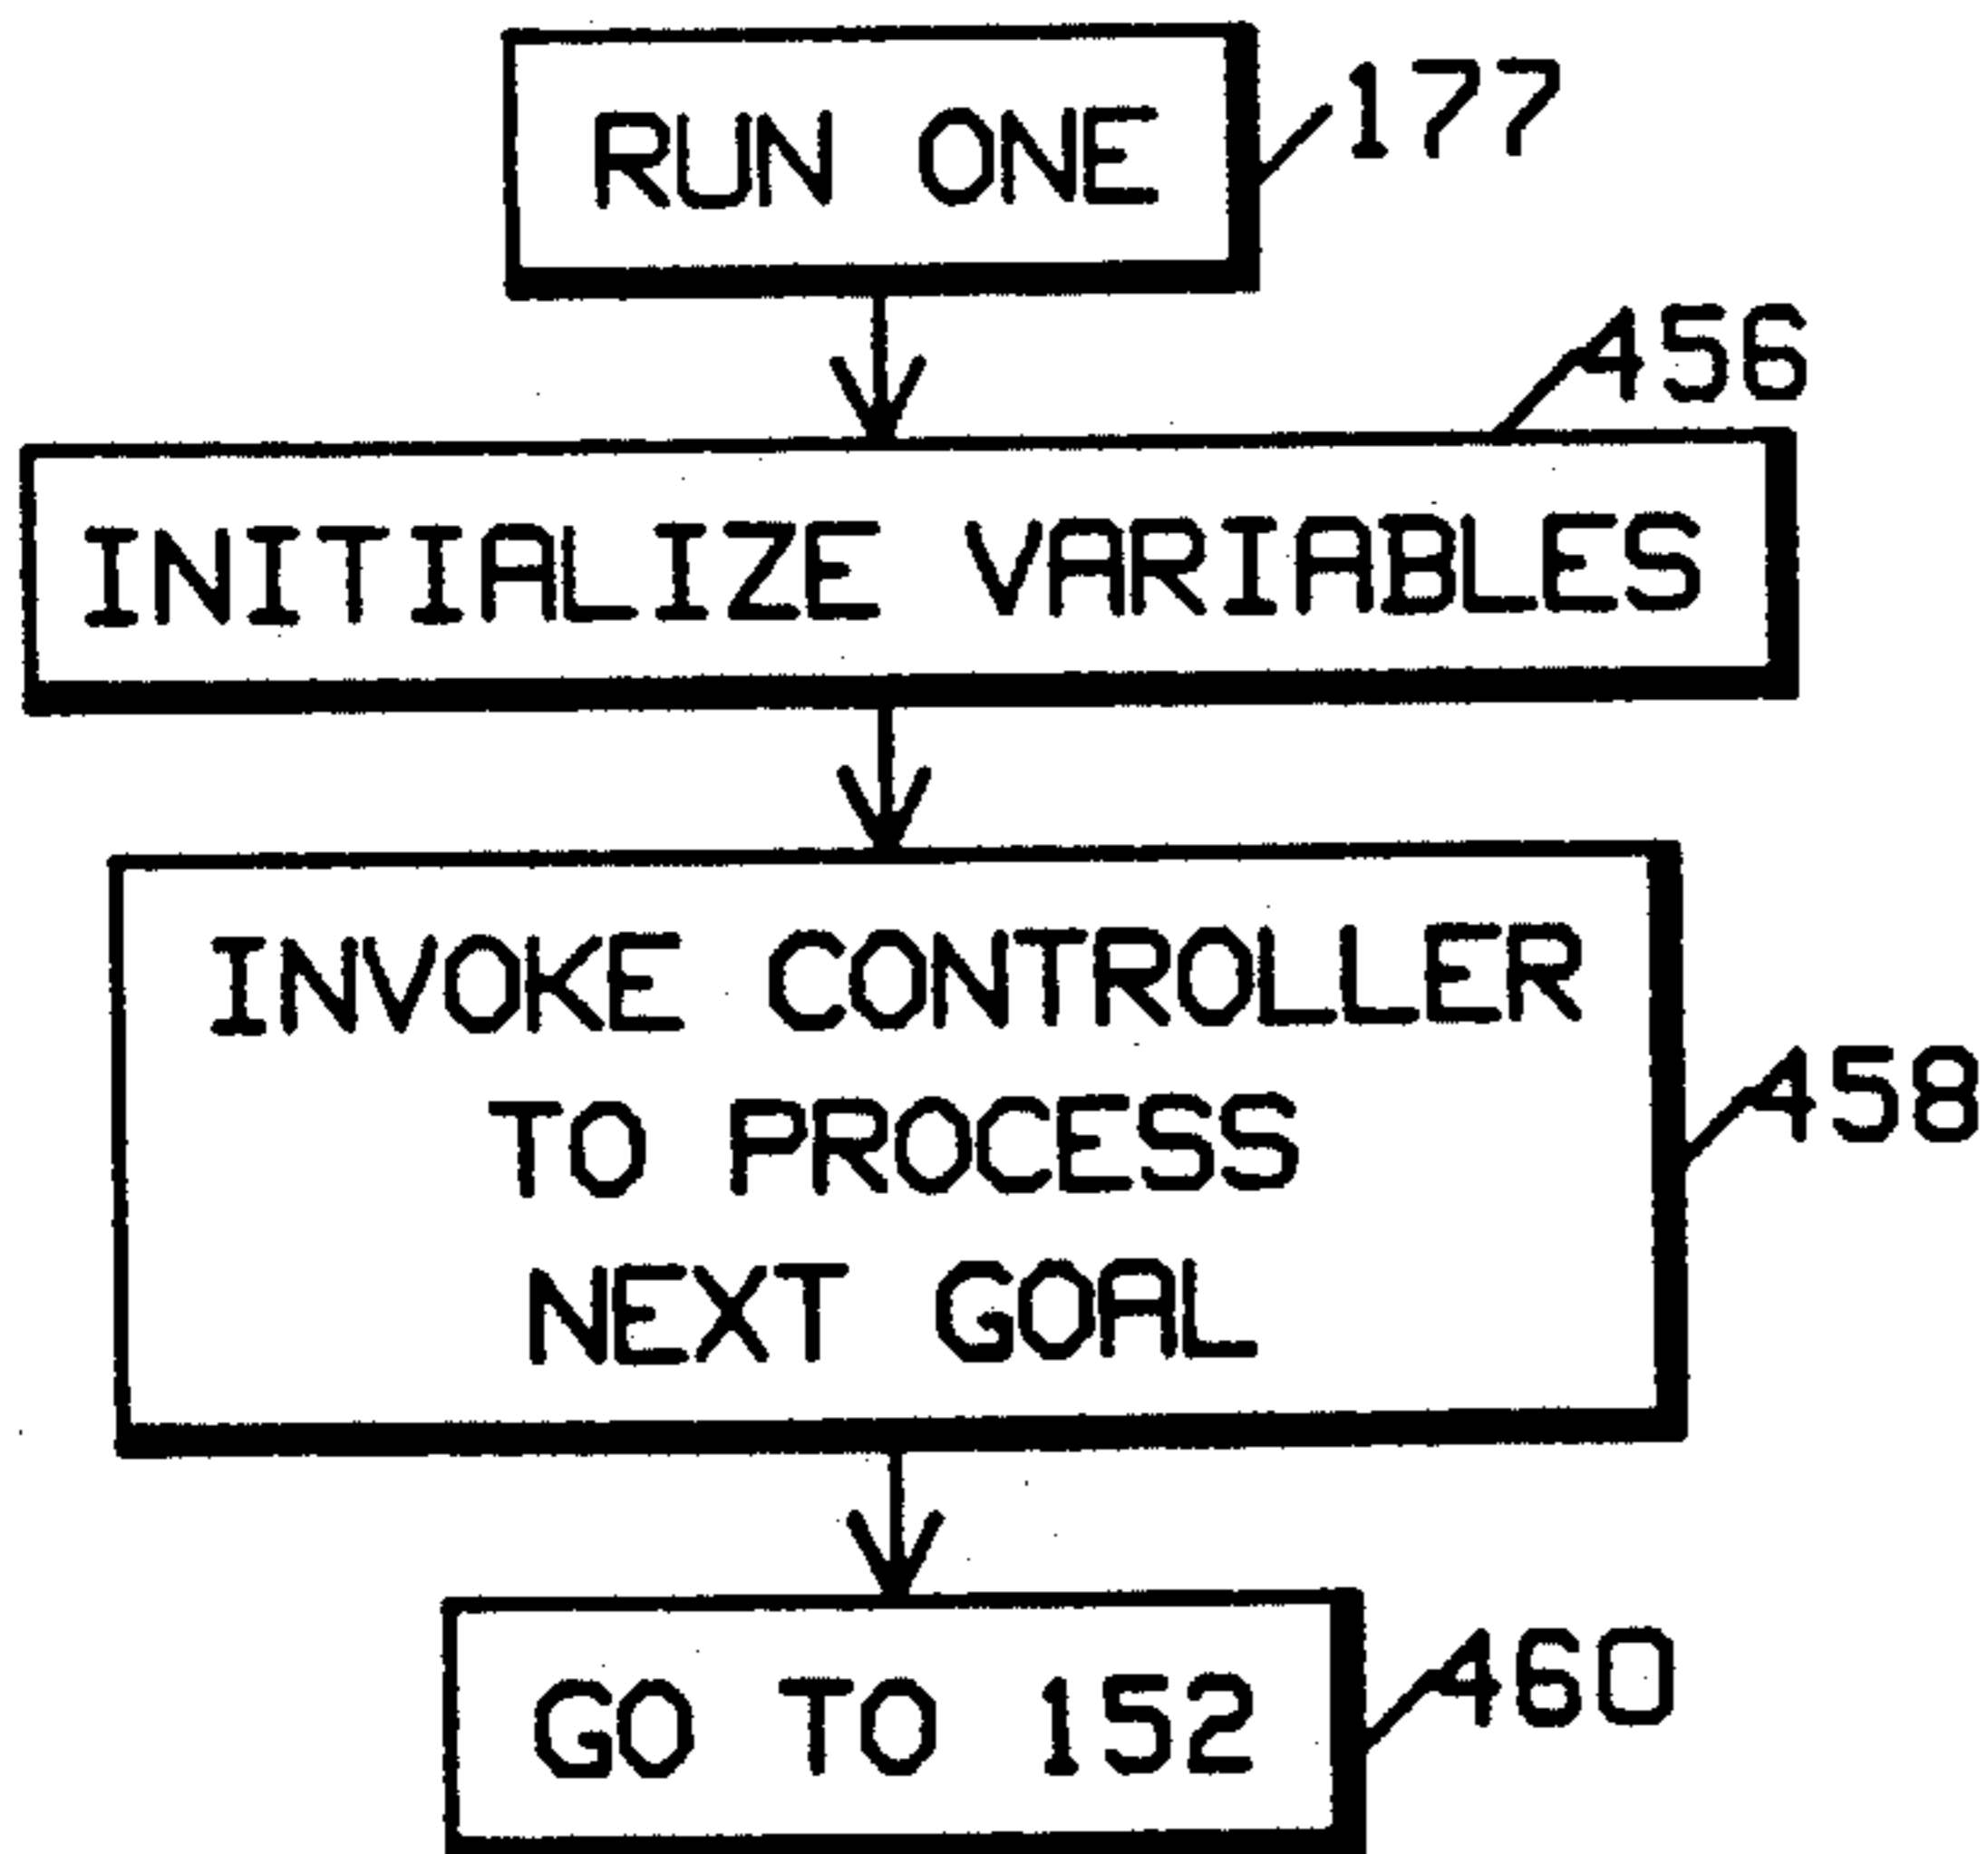 RUN ONE
177
456
INITIALIZE VARIABLES
INVOKE CONTROLLER
TO PROCESS
NEXT GOAL
458
GO TO 152
460